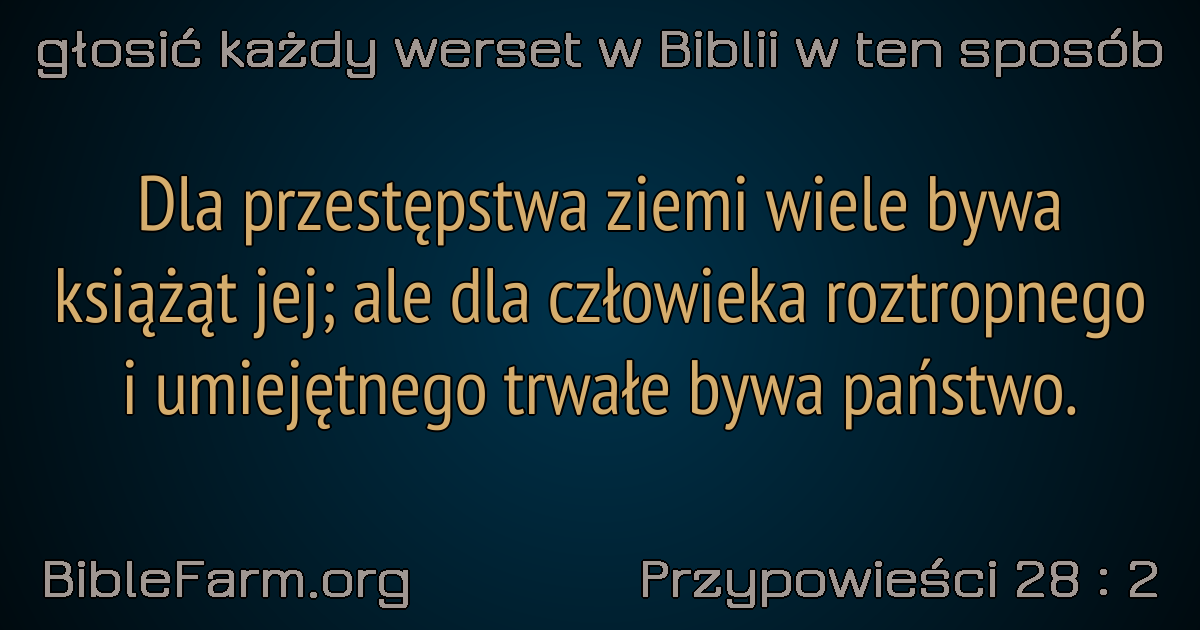 głosić każdy werset w Biblii w ten sposób
Dla przestępstwa ziemi wiele bywa
książąt jej; ale dla człowieka roztropnego
i umiejętnego trwałe bywa państwo.
BibleFarm.org
Przypowieści 28 : 2